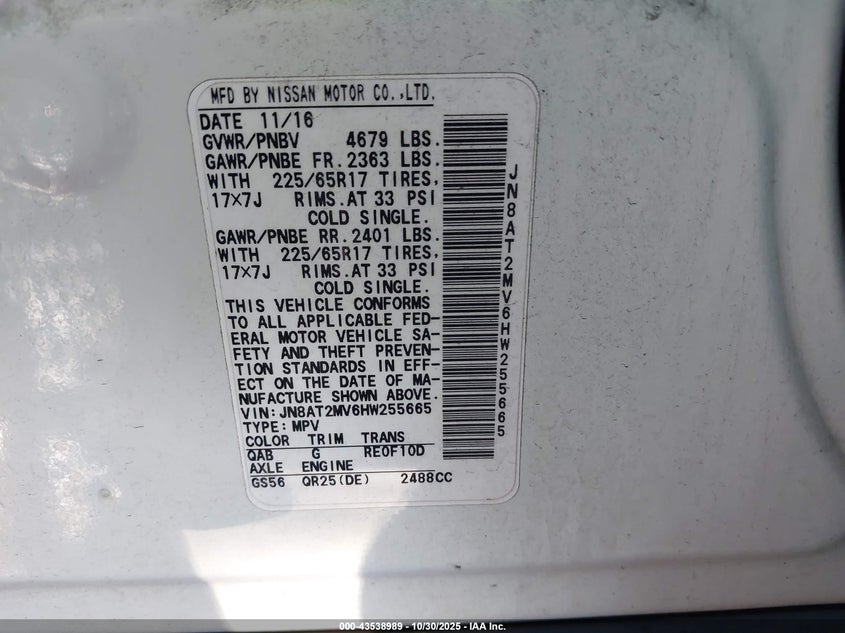 MFD BY NISSAN MOTOR CO.,LTD.
DATE 11/16
GVWR/PNBV 4679 LBS.
GAWR/PNBE FR. 2363 LBS.
WITH 225/65R17 TIRES,
17×7J RIMS.AT 33 PSI
COLD SINGLE.
GAWR/PNBE RR. 2401 LBS.
WITH 225/65R17 TIRES,
17×7J RIMS.AT 33 PSI
COLD SINGLE.
THIS VEHICLE CONFORMS
TO ALL APPLICABLE FED-
ERAL MOTOR VEHICLE SA-
FETY AND THEFT PREVEN-
TION STANDARDS IN EFF-
ECT ON THE DATE OF MA-
NUFACTURE SHOWN ABOVE.
VIN: JN8AT2MV6HW255665
TYPE: MPV
COLOR TRIM TRANS
QAB G RE0F10D
AXLE ENGINE
GS56 QR25(DE) 2488CC
JN8AT2MV6HW255665
000-43538989 - 10/30/2025 - IAA Inc.